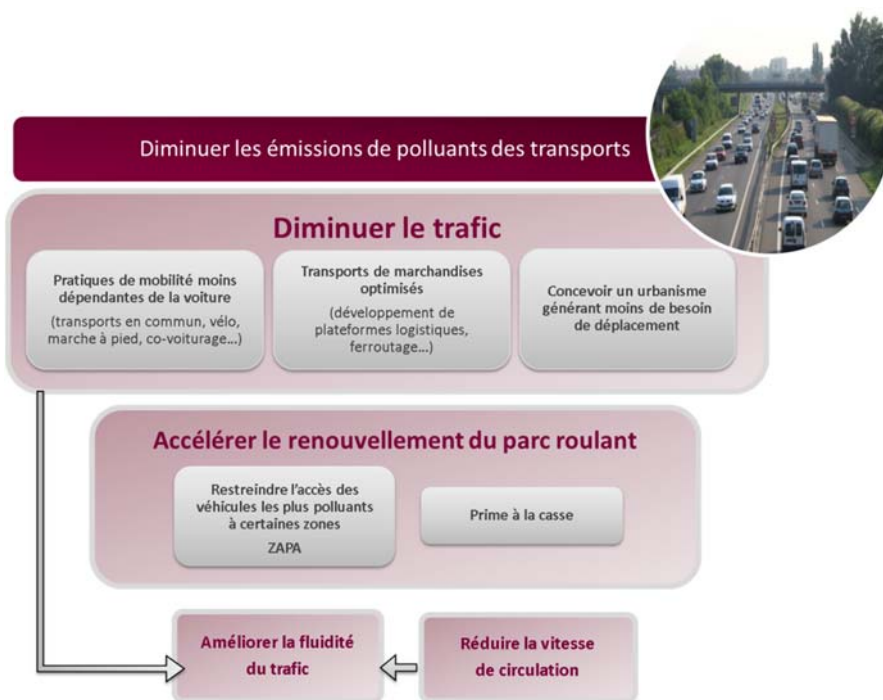 Diminuer les émissions de polluants des transports
Diminuer le trafic
Pratiques de mobilité moins
dépendantes de la voiture
(transports en commun, vélo,
marche à pied, co-voiturage...)
Transports de marchandises
optimisés
(développement de
plateformes logistiques,
ferroutage...)
Concevoir un urbanisme
générant moins de besoin
de déplacement
Accélérer le renouvellement du parc roulant
Restreindre l'accès des
véhicules les plus polluants
à certaines zones
ZAPA
Prime à la casse
Améliorer la fluidité
du trafic
Réduire la vitesse
de circulation